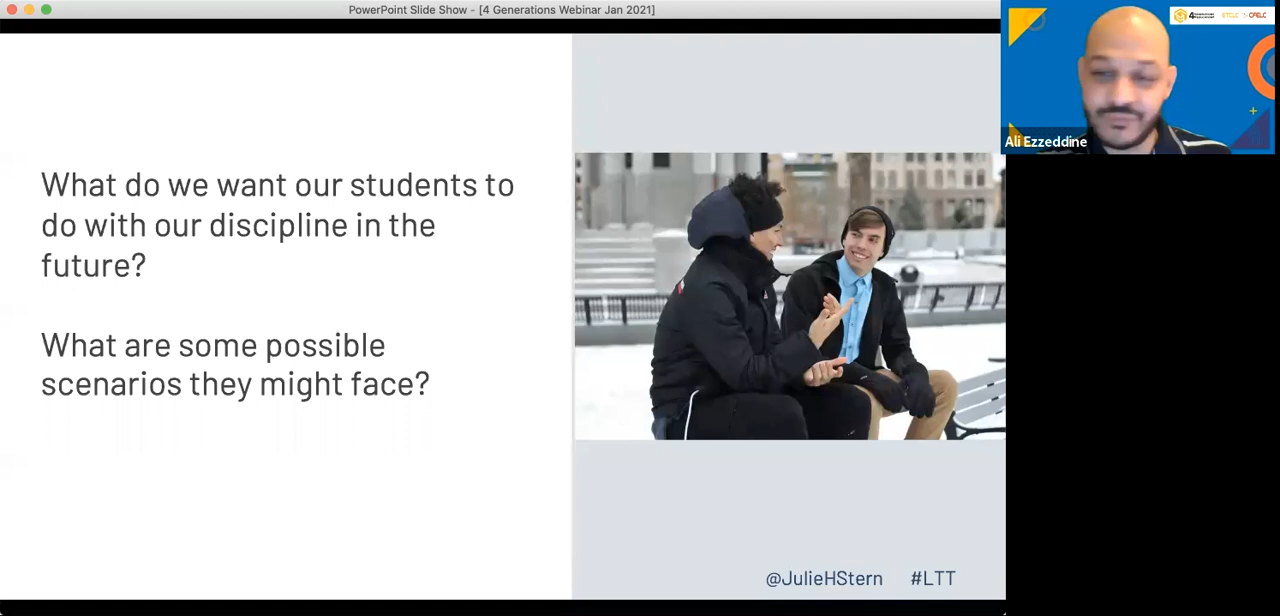 PowerPoint Slide Show - [4 Generations Webinar Jan 2021]
Ali Ezzeddine
What do we want our students to
do with our discipline in the
future?
What are some possible
scenarios they might face?
@JulieHStern #LTT